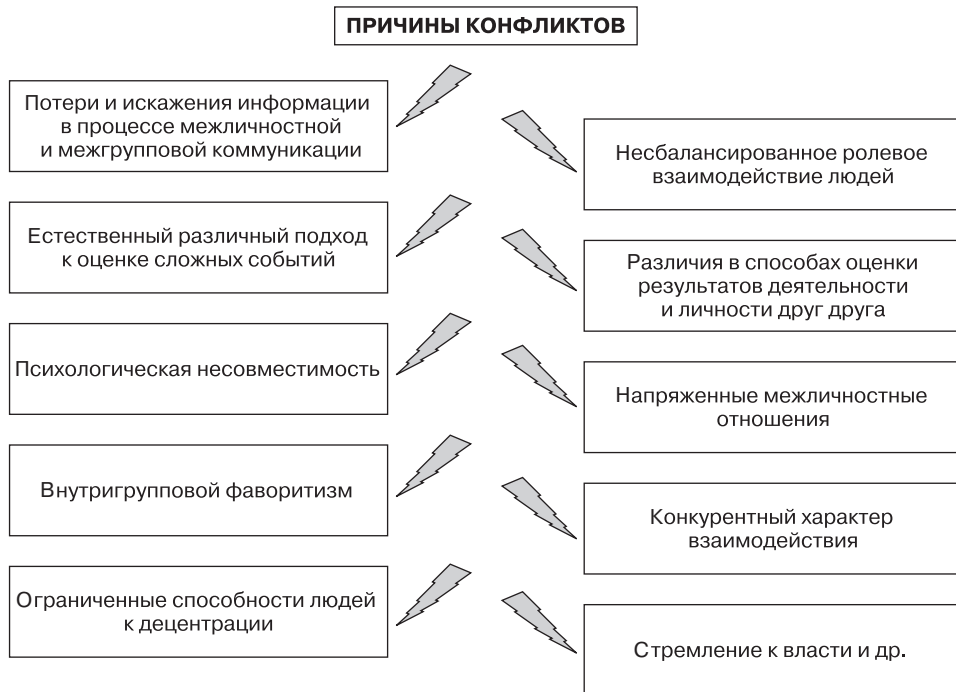 ПРИЧИНЫ КОНФЛИКТОВ
Потери и искажения информации
в процессе межличностной
и межгрупповой коммуникации
Несбалансированное ролевое
взаимодействие людей
Естественный различный подход
к оценке сложных событий
Различия в способах оценки
результатов деятельности
и личности друг друга
Психологическая несовместимость
Напряженные межличностные
отношения
Внутригрупповой фаворитизм
Конкурентный характер
взаимодействия
Ограниченные способности людей
к децентрации
Стремление к власти и др.